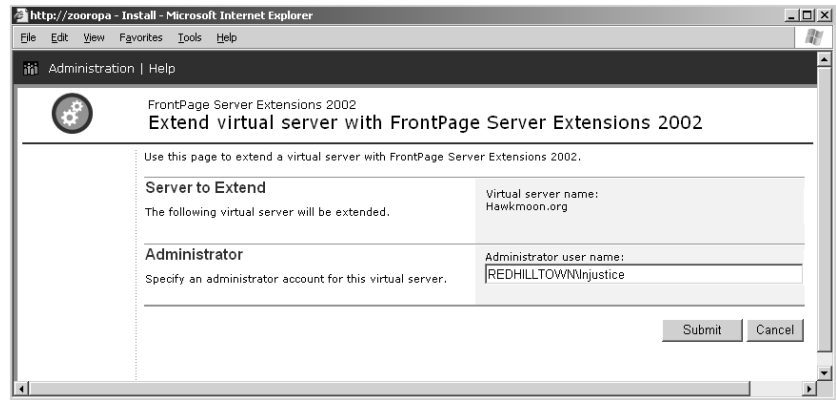 http://zooropa - Install - Microsoft Internet Explorer
File Edit View Favorites Tools Help
Administration | Help
FrontPage Server Extensions 2002
Extend virtual server with FrontPage Server Extensions 2002
Use this page to extend a virtual server with FrontPage Server Extensions 2002.
Server to Extend
The following virtual server will be extended.
Virtual server name:
Hawkmoon.org
Administrator
Specify an administrator account for this virtual server.
Administrator user name:
REDHILLTOWN\Injustice
Submit Cancel